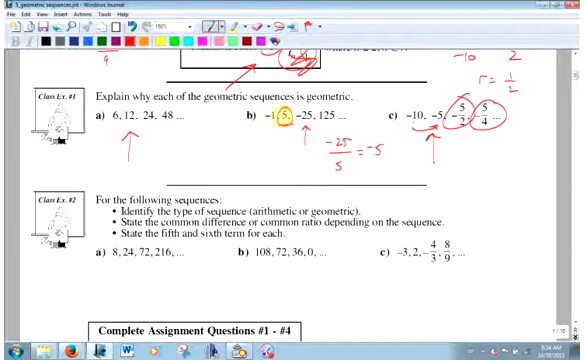 5_geometric sequences.jnt - Windows Journal
File Edit View Insert Actions Tools Help
150%
9
-10 2
r = 1/2
Class Ex. #1
Explain why each of the geometric sequences is geometric.
a) 6, 12, 24, 48 ... b) -1, 5, -25, 125 ... c) -10, -5, -5/2, -5/4 ...
-25/5 = -5
Class Ex. #2
For the following sequences:
• Identify the type of sequence (arithmetic or geometric).
• State the common difference or common ratio depending on the sequence.
• State the fifth and sixth term for each.
a) 8, 24, 72, 216, ... b) 108, 72, 36, 0, ... c) -3, 2, -4/3, 8/9, ...
Complete Assignment Questions #1 - #4
1 / 10
8:34 AM